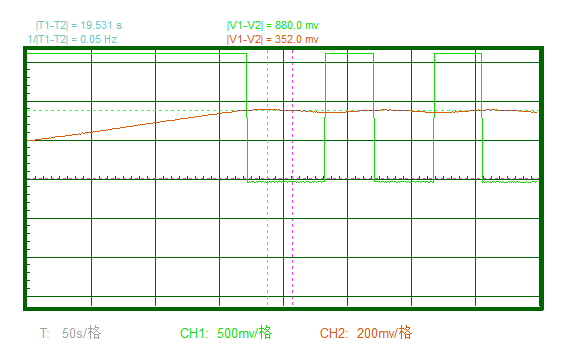 |T1-T2| = 19.531 s |V1-V2| = 880.0 mv
1/|T1-T2| = 0.05 Hz |V1-V2| = 352.0 mv
T: 50s/格 CH1: 500mv/格 CH2: 200mv/格